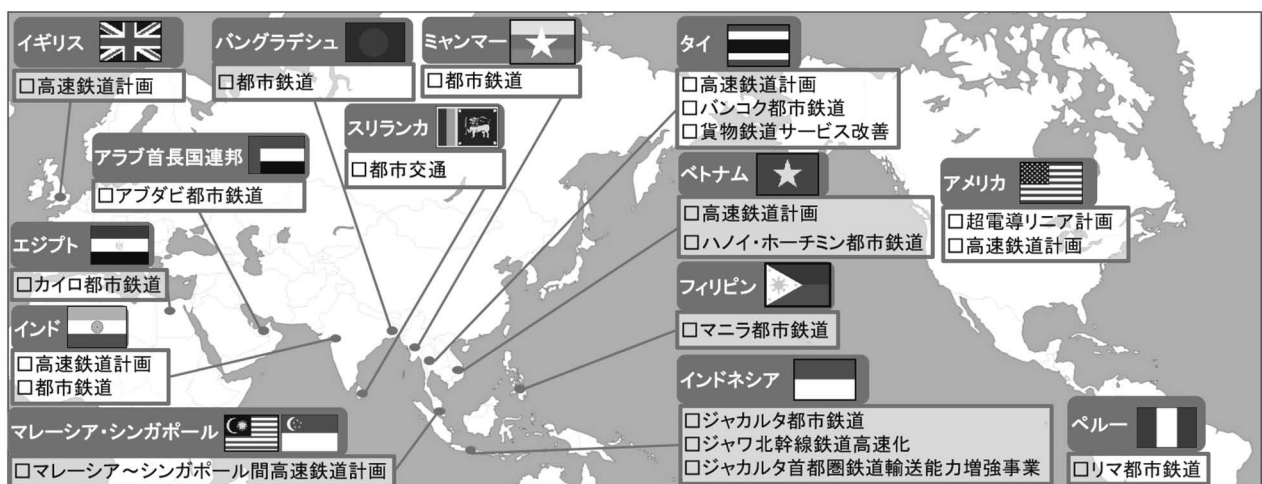 イギリス
□高速鉄道計画
バングラデシュ
□都市鉄道
ミャンマー
□都市鉄道
タイ
□高速鉄道計画
□バンコク都市鉄道
□貨物鉄道サービス改善
スリランカ
□都市交通
アラブ首長国連邦
□アブダビ都市鉄道
ベトナム
□高速鉄道計画
□ハノイ・ホーチミン都市鉄道
アメリカ
□超電導リニア計画
□高速鉄道計画
エジプト
□カイロ都市鉄道
フィリピン
□マニラ都市鉄道
インド
□高速鉄道計画
□都市鉄道
インドネシア
□ジャカルタ都市鉄道
□ジャワ北幹線鉄道高速化
□ジャカルタ首都圏鉄道輸送能力増強事業
マレーシア・シンガポール
□マレーシア～シンガポール間高速鉄道計画
ペルー
□リマ都市鉄道